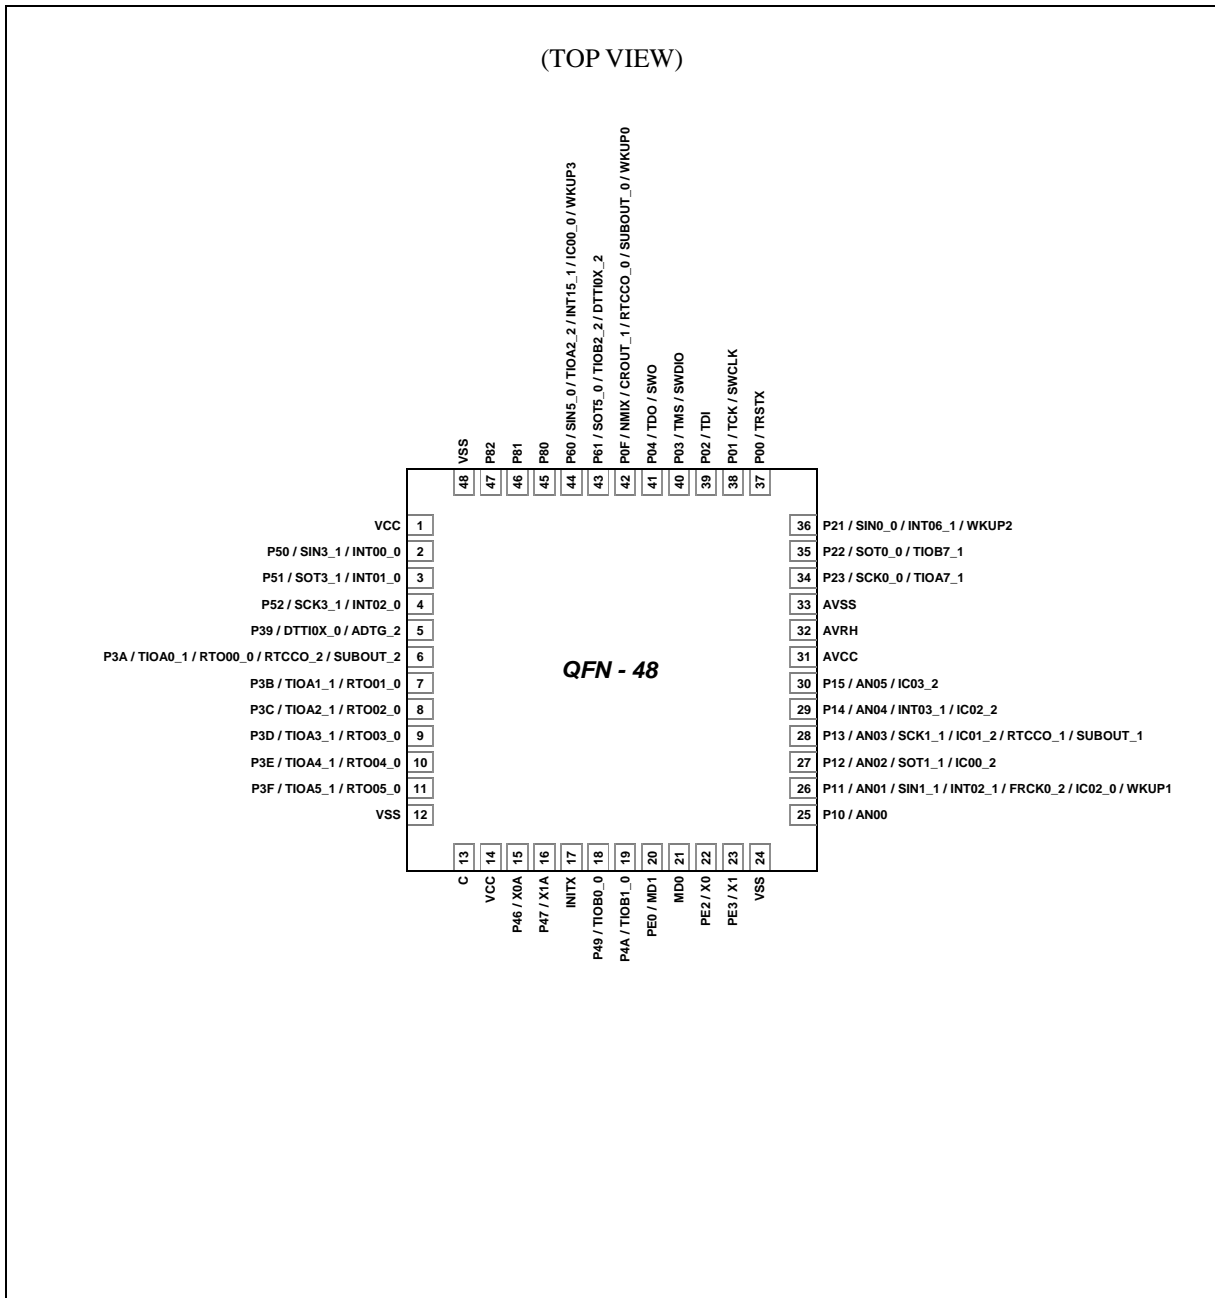 (TOP VIEW)
VSS
P82
P81
P80
P60 / SIN5_0 / TIOA2_2 / INT15_1 / IC00_0 / WKUP3
P61 / SOT5_0 / TIOB2_2 / DTTI0X_2
P0F / NMIX / CROUT_1 / RTCCO_0 / SUBOUT_0 / WKUP0
P04 / TDO / SWO
P03 / TMS / SWDIO
P02 / TDI
P01 / TCK / SWCLK
P00 / TRSTX
48
47
46
45
44
43
42
41
40
39
38
37
VCC 1
P50 / SIN3_1 / INT00_0 2
P51 / SOT3_1 / INT01_0 3
P52 / SCK3_1 / INT02_0 4
P39 / DTTI0X_0 / ADTG_2 5
P3A / TIOA0_1 / RTO00_0 / RTCCO_2 / SUBOUT_2 6
P3B / TIOA1_1 / RTO01_0 7
P3C / TIOA2_1 / RTO02_0 8
P3D / TIOA3_1 / RTO03_0 9
P3E / TIOA4_1 / RTO04_0 10
P3F / TIOA5_1 / RTO05_0 11
VSS 12
QFN - 48
36 P21 / SIN0_0 / INT06_1 / WKUP2
35 P22 / SOT0_0 / TIOB7_1
34 P23 / SCK0_0 / TIOA7_1
33 AVSS
32 AVRH
31 AVCC
30 P15 / AN05 / IC03_2
29 P14 / AN04 / INT03_1 / IC02_2
28 P13 / AN03 / SCK1_1 / IC01_2 / RTCCO_1 / SUBOUT_1
27 P12 / AN02 / SOT1_1 / IC00_2
26 P11 / AN01 / SIN1_1 / INT02_1 / FRCK0_2 / IC02_0 / WKUP1
25 P10 / AN00
13
14
15
16
17
18
19
20
21
22
23
24
C
VCC
P46 / X0A
P47 / X1A
INITX
P49 / TIOB0_0
P4A / TIOB1_0
PE0 / MD1
MD0
PE2 / X0
PE3 / X1
VSS